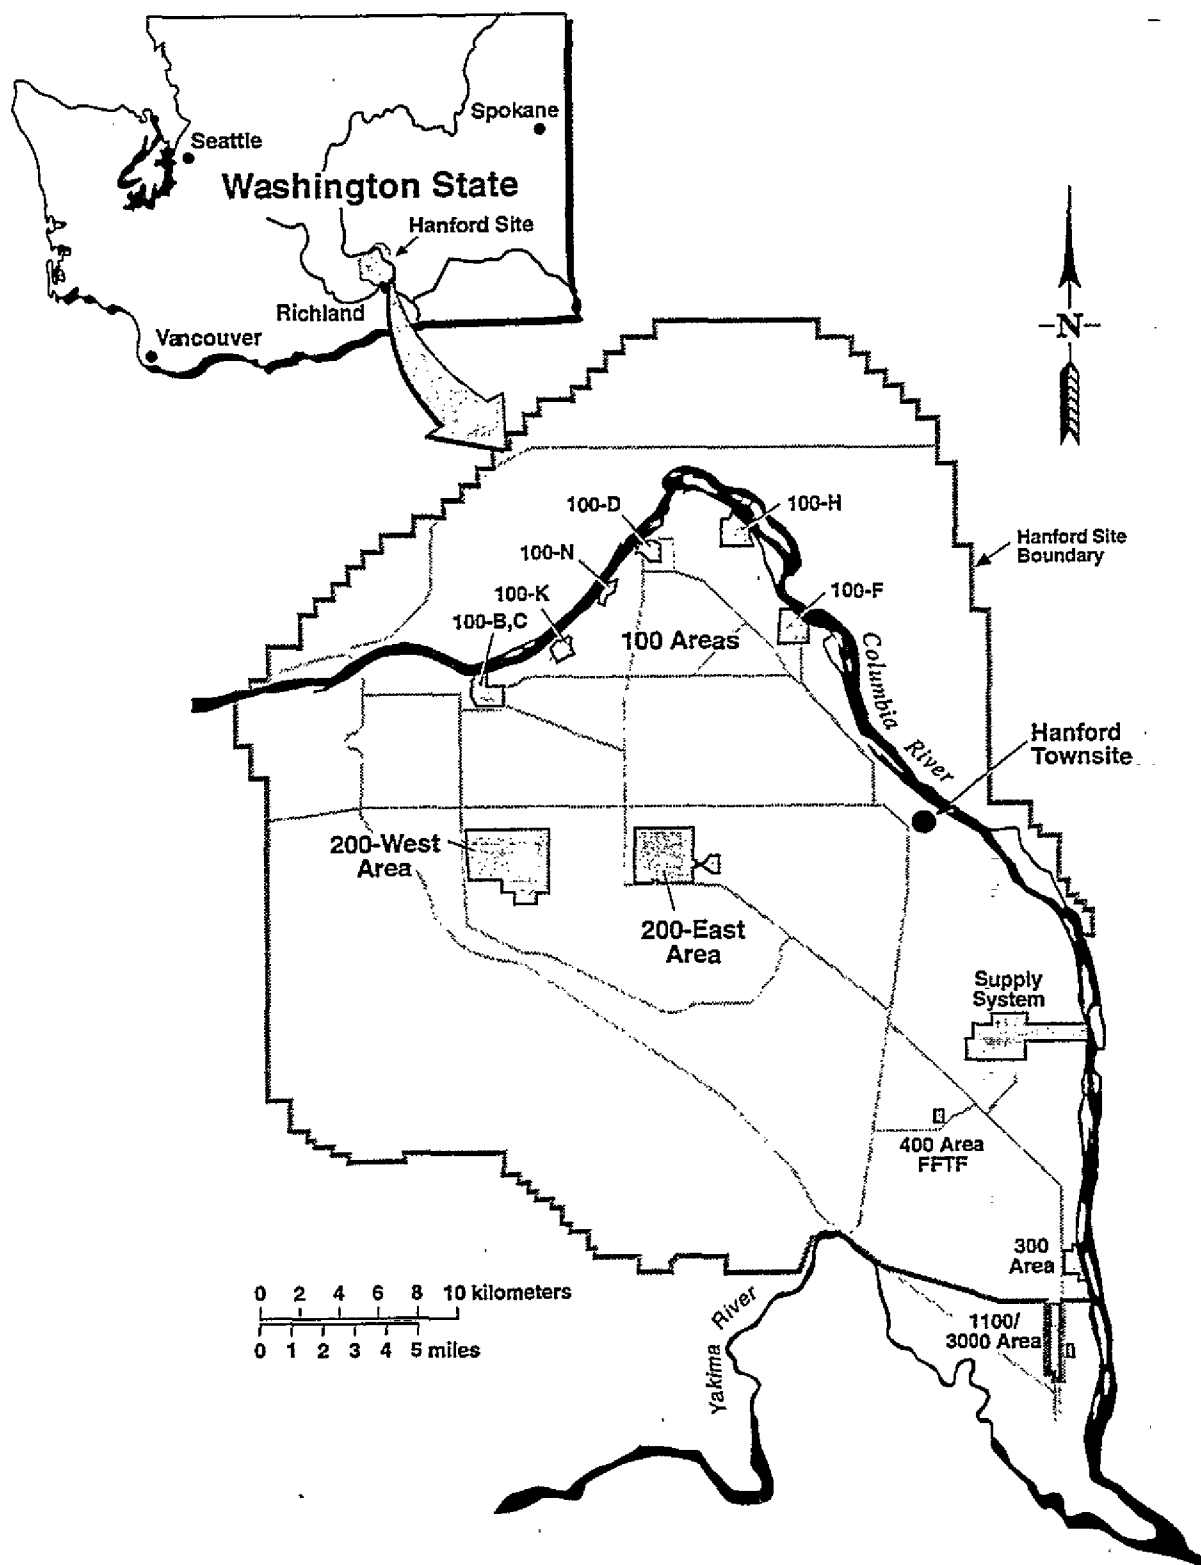 Spokane
Seattle
Washington State
Hanford Site
Richland
Vancouver
N
100-D
100-H
100-N
Hanford Site
Boundary
100-K
100-F
100-B,C
100 Areas
Columbia
River
Hanford
Townsite
200-West
Area
200-East
Area
Supply
System
400 Area
FFTF
300
Area
0 2 4 6 8 10 kilometers
0 1 2 3 4 5 miles
1100/
3000 Area
Yakima
River